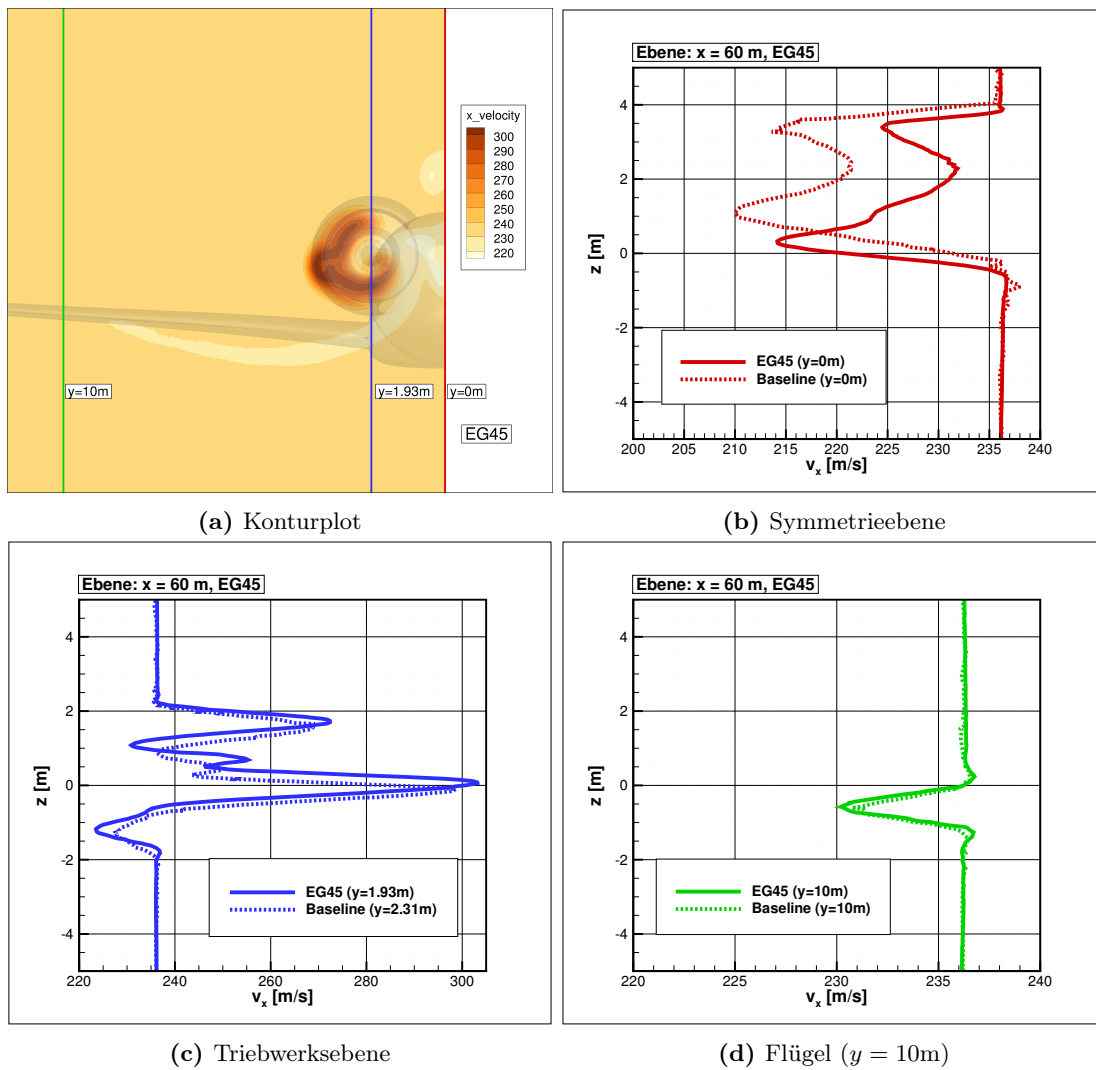 x_velocity
300
290
280
270
260
250
240
230
220
y=10m
y=1.93m
y=0m
EG45
(a) Konturplot
Ebene: x = 60 m, EG45
z [m]
4
2
0
-2
-4
EG45 (y=0m)
Baseline (y=0m)
200 205 210 215 220 225 230 235 240
vₓ [m/s]
(b) Symmetrieebene
Ebene: x = 60 m, EG45
z [m]
4
2
0
-2
-4
EG45 (y=1.93m)
Baseline (y=2.31m)
220 240 260 280 300
vₓ [m/s]
(c) Triebwerksebene
Ebene: x = 60 m, EG45
z [m]
4
2
0
-2
-4
EG45 (y=10m)
Baseline (y=10m)
220 225 230 235 240
vₓ [m/s]
(d) Flügel (y = 10m)